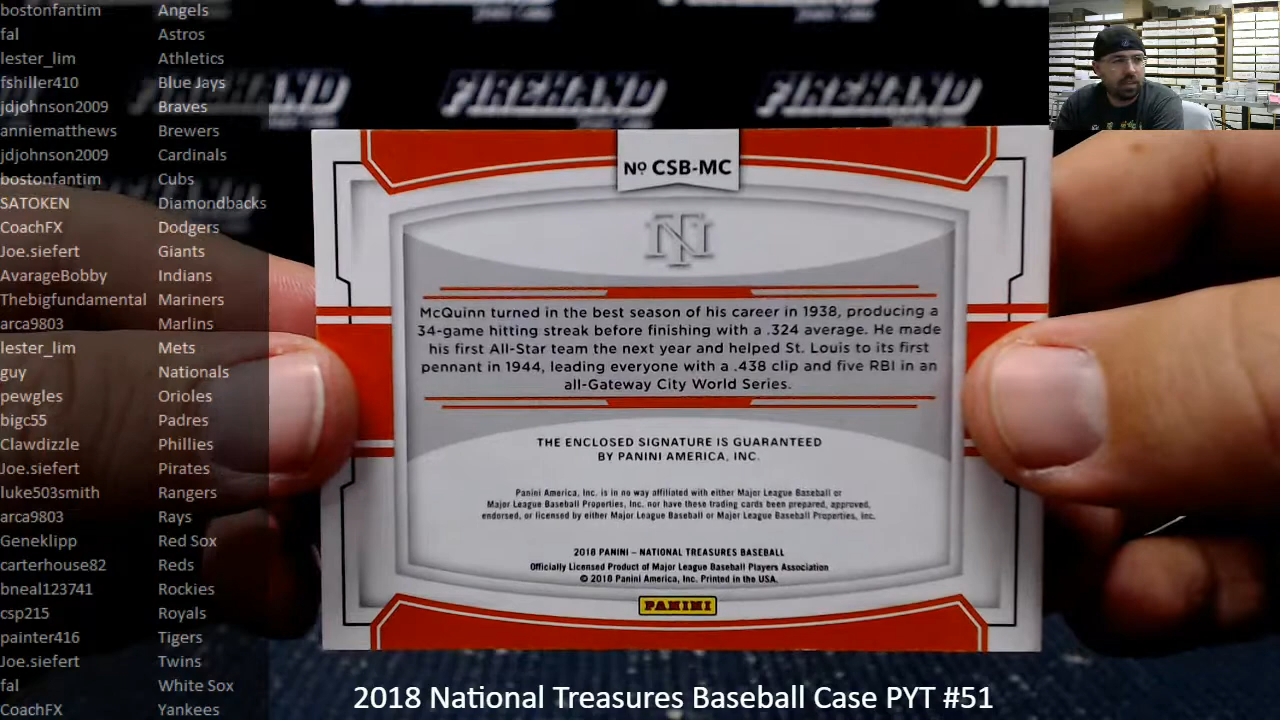 bostonfantim Angels
fal Astros
lester_lim Athletics
fshiller410 Blue Jays
jdjohnson2009 Braves
anniematthews Brewers
jdjohnson2009 Cardinals
bostonfantim Cubs
SATOKEN Diamondbacks
CoachFX Dodgers
Joe.siefert Giants
AvarageBobby Indians
Thebigfundamental Mariners
arca9803 Marlins
lester_lim Mets
guy Nationals
pewgles Orioles
bigc55 Padres
Clawdizzle Phillies
Joe.siefert Pirates
luke503smith Rangers
arca9803 Rays
Geneklipp Red Sox
carterhouse82 Reds
bneal123741 Rockies
csp215 Royals
painter416 Tigers
Joe.siefert Twins
fal White Sox
CoachFX Yankees
FIREHAND FIREHAND
Nº CSB-MC
NT
McQuinn turned in the best season of his career in 1938, producing a
34-game hitting streak before finishing with a .324 average. He made
his first All-Star team the next year and helped St. Louis to its first
pennant in 1944, leading everyone with a .438 clip and five RBI in an
all-Gateway City World Series.
THE ENCLOSED SIGNATURE IS GUARANTEED
BY PANINI AMERICA, INC.
Panini America, Inc. is in no way affiliated with either Major League Baseball or
Major League Baseball Properties, Inc. nor have these trading cards been prepared, approved,
endorsed, or licensed by either Major League Baseball or Major League Baseball Properties, Inc.
2018 PANINI – NATIONAL TREASURES BASEBALL
Officially Licensed Product of Major League Baseball Players Association
© 2018 Panini America, Inc. Printed in the USA.
PANINI
2018 National Treasures Baseball Case PYT #51